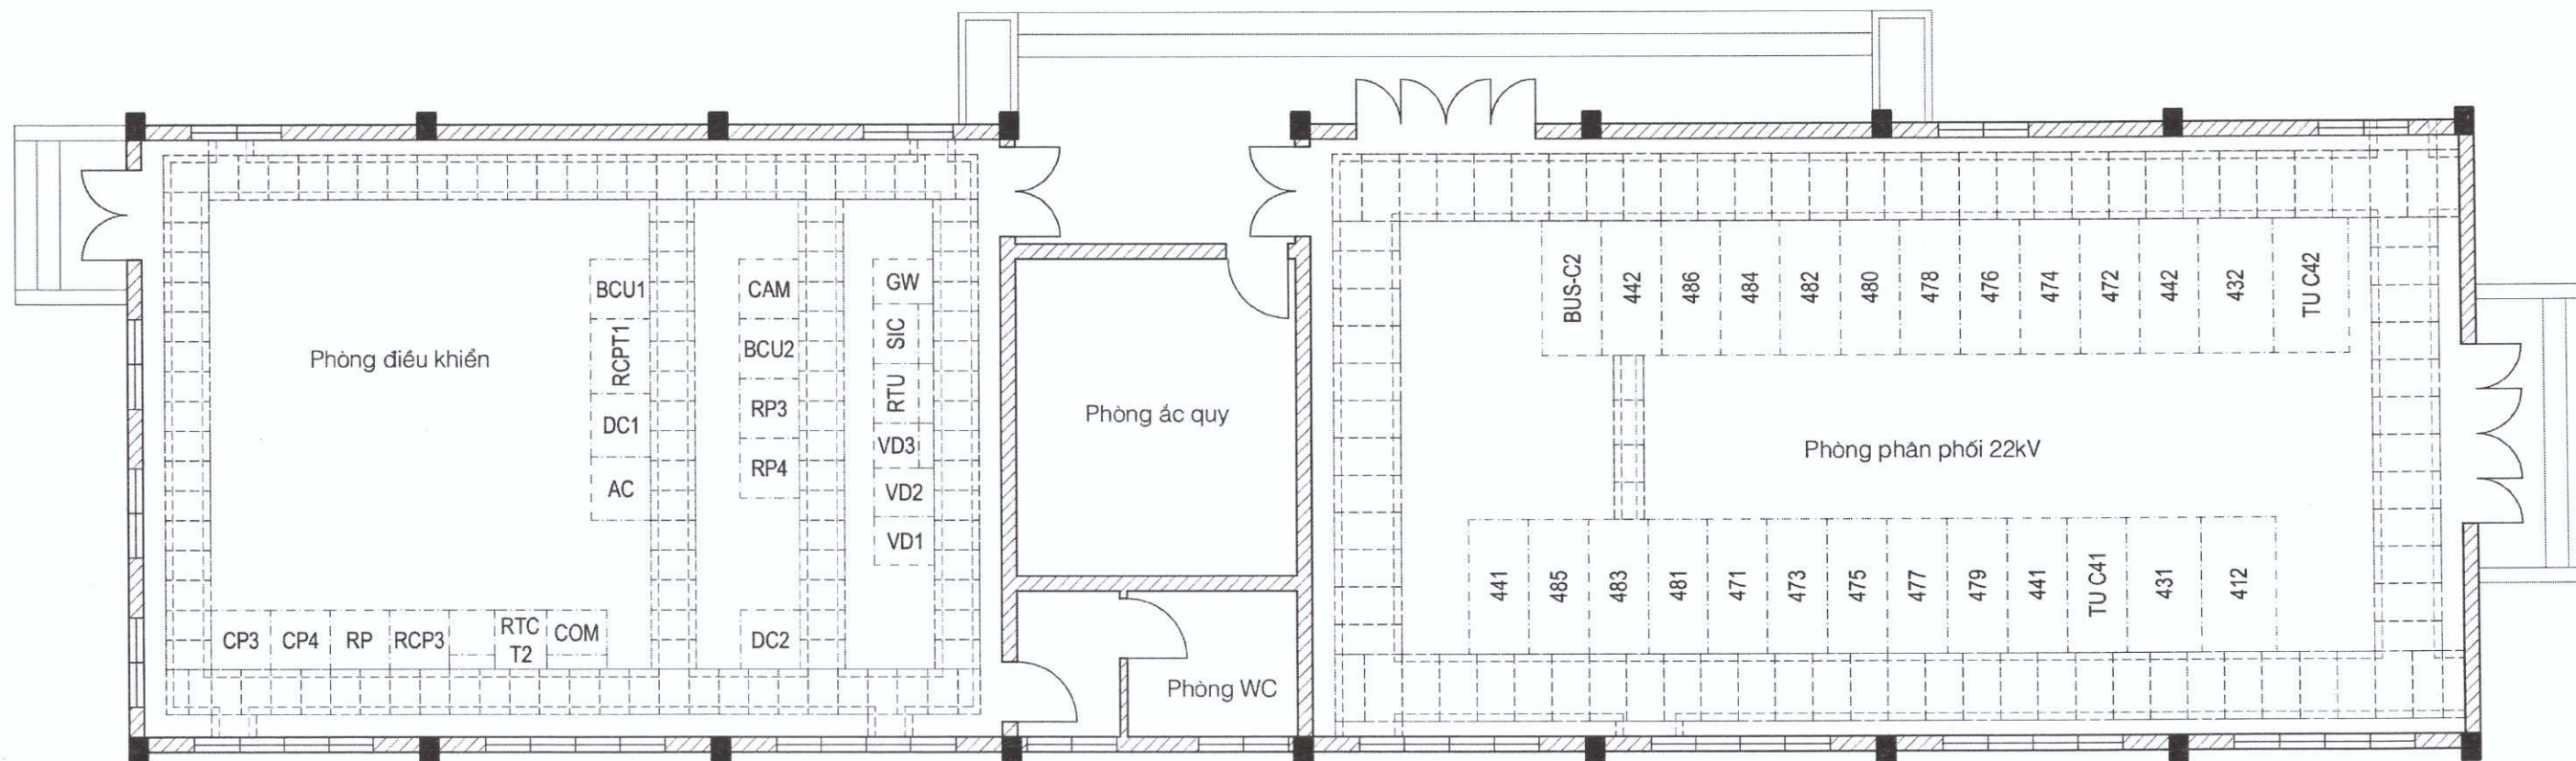 Phòng điều khiển
BCU1
RCPT1
DC1
AC
CAM
BCU2
RP3
RP4
DC2
GW
SIC
RTU
VD3
VD2
VD1
CP3
CP4
RP
RCP3
RTC
T2
COM
Phòng ắc quy
Phòng WC
BUS-C2
442
486
484
482
480
478
476
474
472
442
432
TU C42
Phòng phân phối 22kV
441
485
483
481
471
473
475
477
479
441
TU C41
431
412